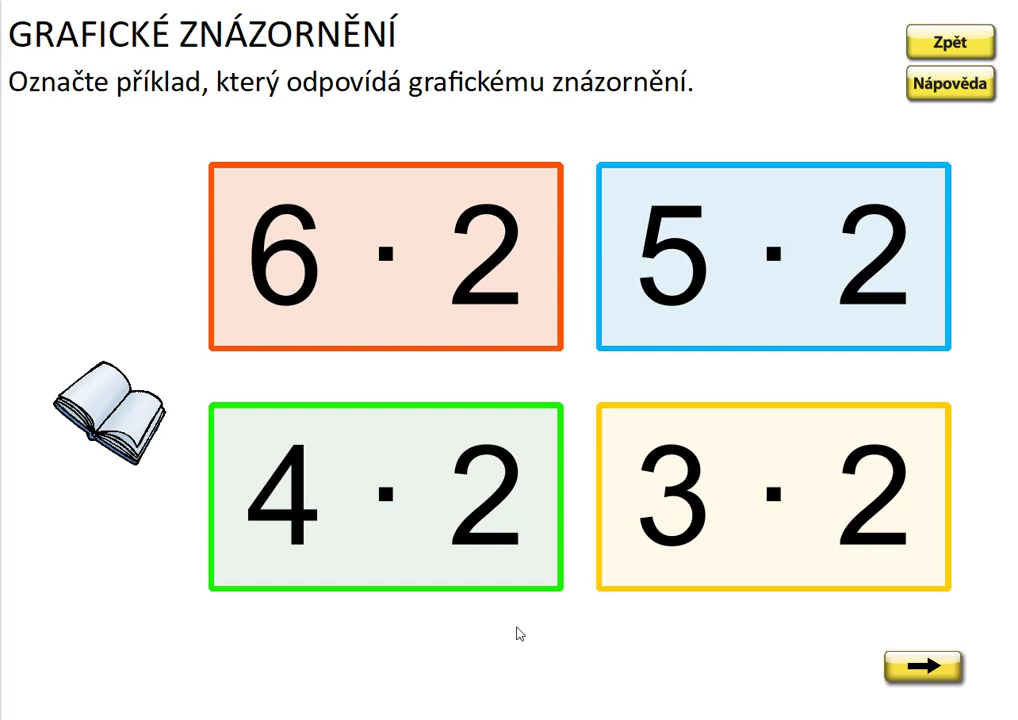 GRAFICKÉ ZNÁZORNĚNÍ
Označte příklad, který odpovídá grafickému znázornění.
Zpět
Nápověda
6 · 2
5 · 2
4 · 2
3 · 2